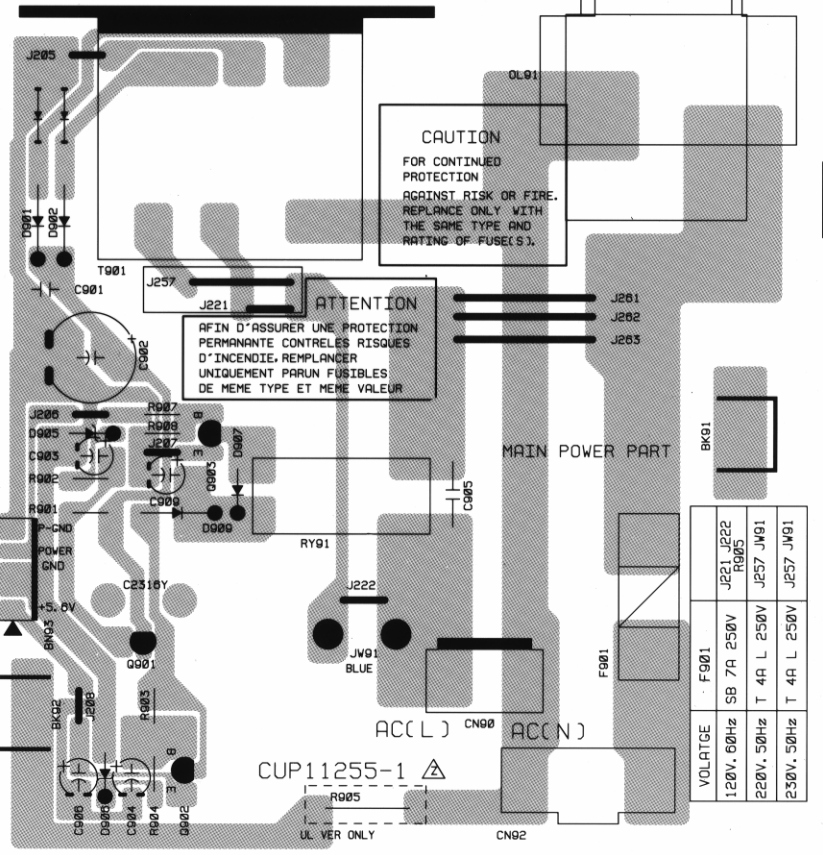 J205
OL91
CAUTION
FOR CONTINUED
PROTECTION
AGAINST RISK OR FIRE.
REPLANCE ONLY WITH
THE SAME TYPE AND
RATING OF FUSE(S).
D901
D902
T901
C901
J257
J221
ATTENTION
AFIN D'ASSURER UNE PROTECTION
PERMANANTE CONTRELES RISQUES
D'INCENDIE, REMPLANCER
UNIQUEMENT PARUN FUSIBLES
DE MEME TYPE ET MEME VALEUR
J261
J262
J263
+
C902
J206
R907
B
D905
R908
E
J207
D907
C903
Q903
R902
C909
R901
D909
RY91
C905
MAIN POWER PART
BK91
P-GND
POWER
GND
+5.6V
BN93
C2316Y
J222
JW91
BLUE
Q901
F901
BK92
J208
R903
CN90
AC(L)
AC(N)
CUP11255-1 2
B
E
C906
D906
C904
R904
Q902
R905
UL VER ONLY
CN92
VOLATGE F901 J221 J222
R905
120V. 60Hz SB 7A 250V
220V. 50Hz T 4A L 250V J257 JW91
230V. 50Hz T 4A L 250V J257 JW91